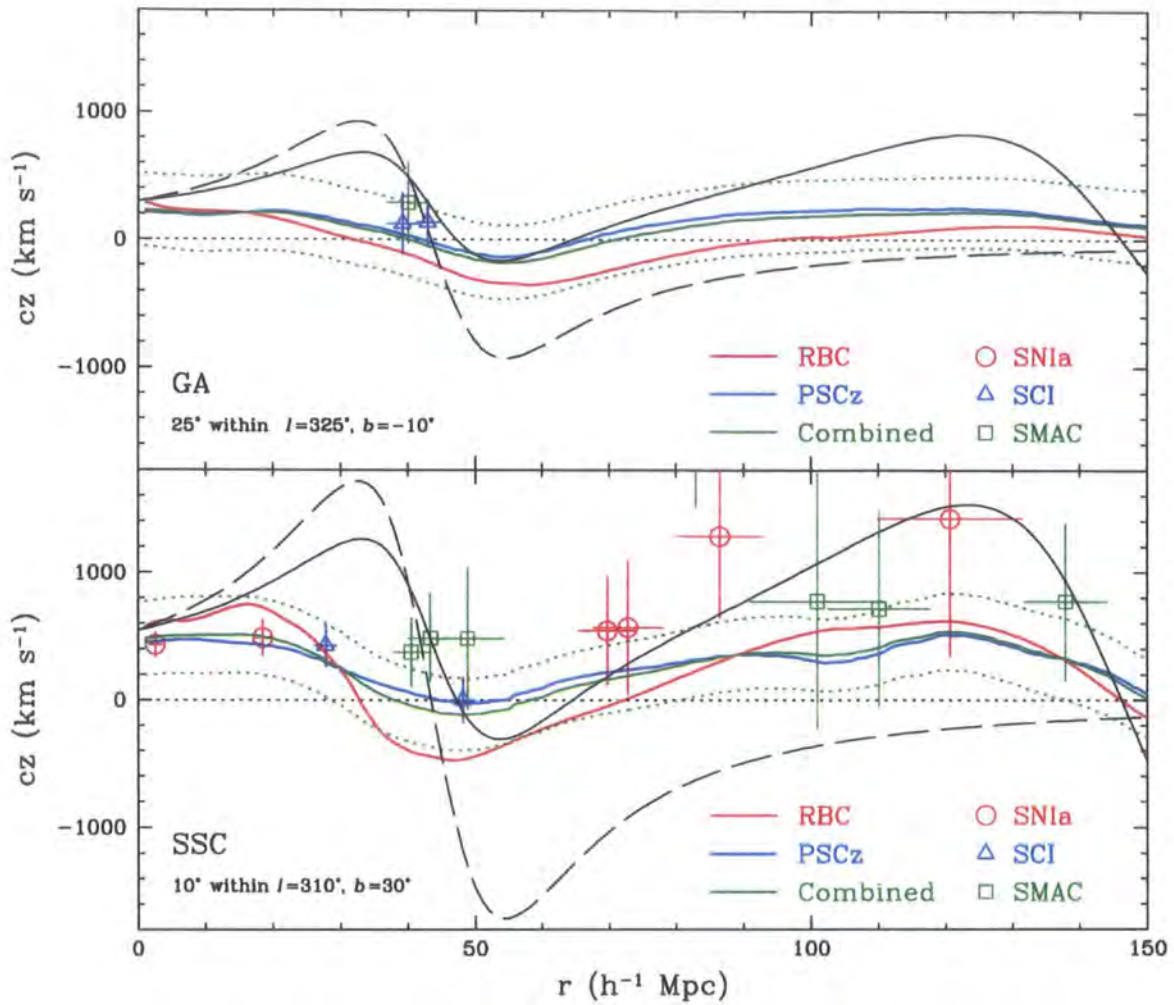 1000
0
-1000
cz (km s⁻¹)
GA
25° within l=325°, b=-10°
RBC
PSCz
Combined
SNIa
SCI
SMAC
1000
0
-1000
cz (km s⁻¹)
SSC
10° within l=310°, b=30°
RBC
PSCz
Combined
SNIa
SCI
SMAC
0
50
100
150
r (h⁻¹ Mpc)